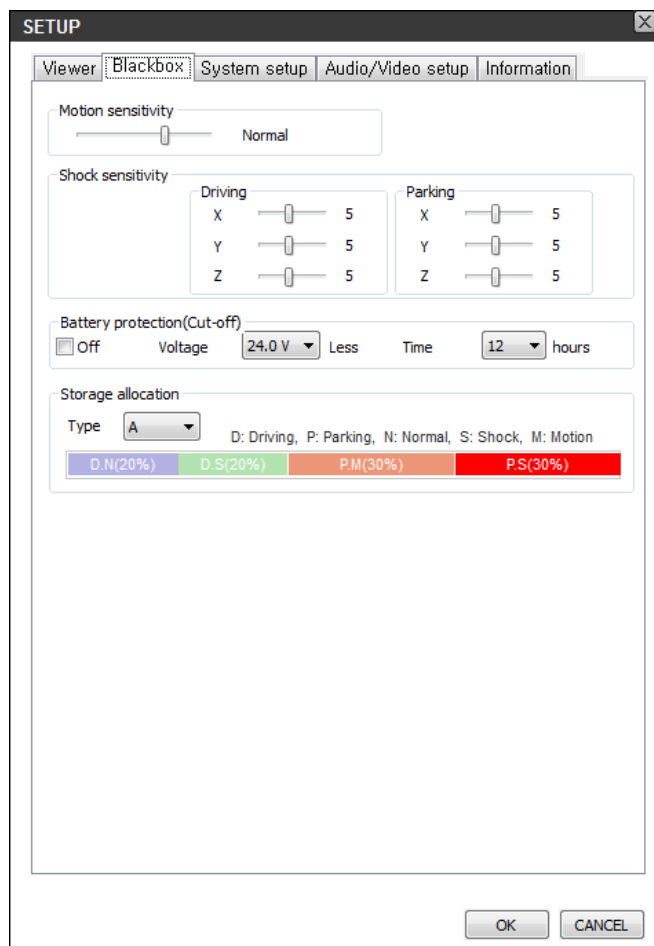 SETUP
Viewer Blackbox System setup Audio/Video setup Information
Motion sensitivity
Normal
Shock sensitivity
Driving Parking
X 5 X 5
Y 5 Y 5
Z 5 Z 5
Battery protection(Cut-off)
Off Voltage 24.0 V Less Time 12 hours
Storage allocation
Type A D: Driving, P: Parking, N: Normal, S: Shock, M: Motion
D.N(20%) D.S(20%) P.M(30%) P.S(30%)
OK CANCEL